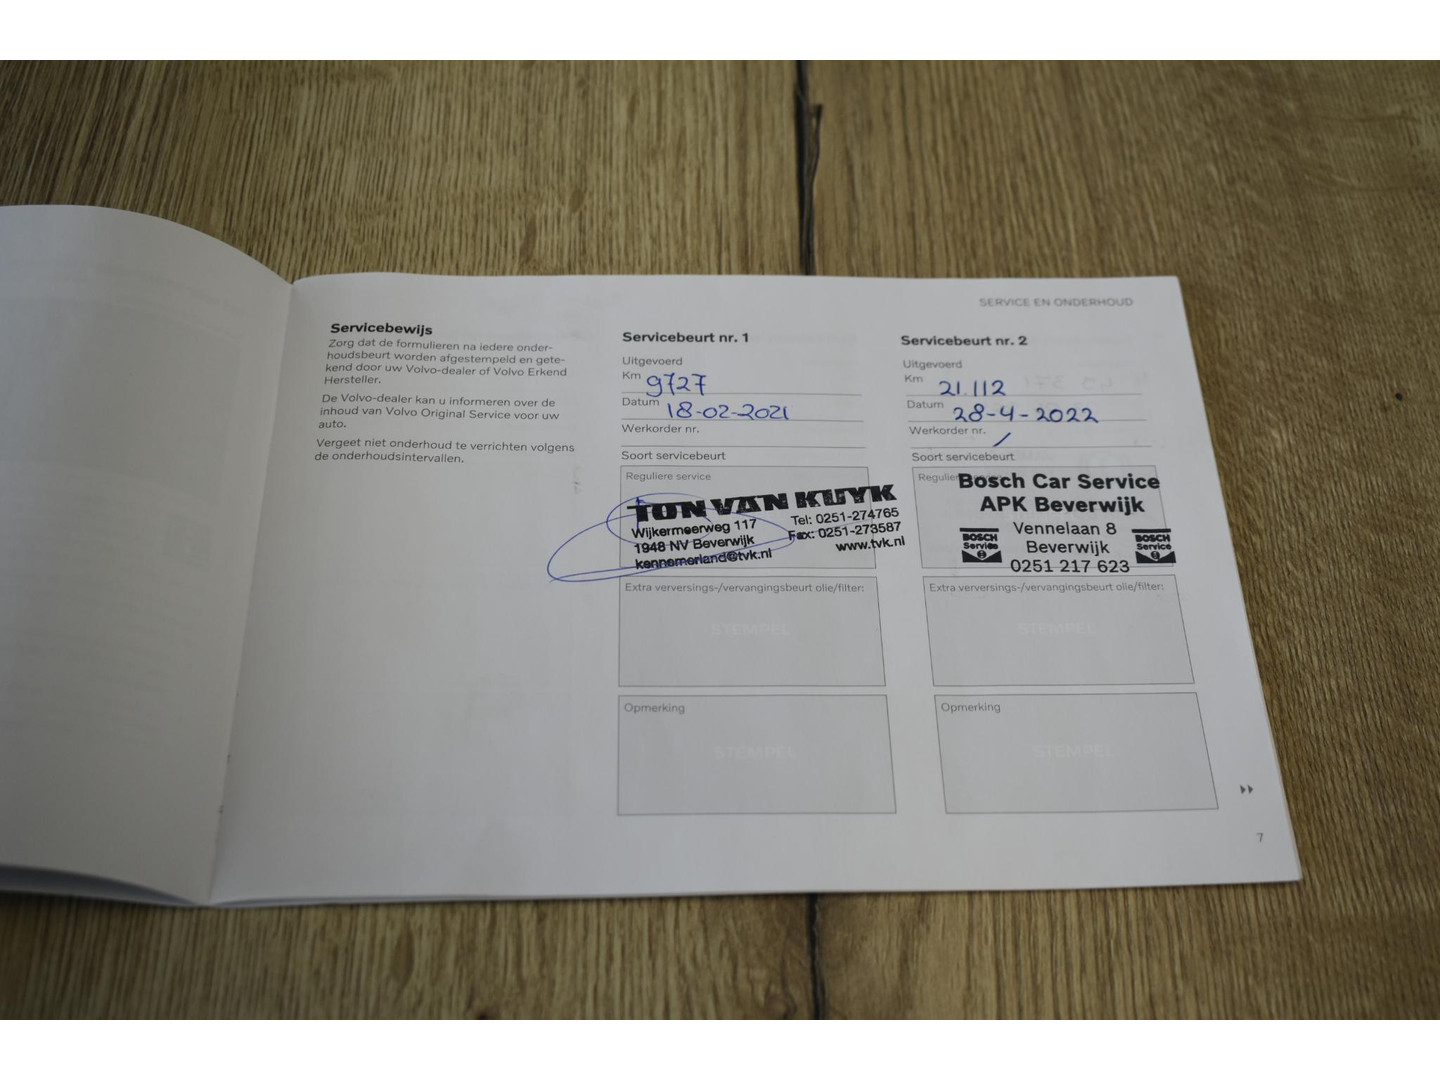 SERVICE EN ONDERHOUD
Servicebewijs
Zorg dat de formulieren na iedere onder-
houdsbeurt worden afgestempeld en gete-
kend door uw Volvo-dealer of Volvo Erkend
Hersteller.
De Volvo-dealer kan u informeren over de
inhoud van Volvo Original Service voor uw
auto.
Vergeet niet onderhoud te verrichten volgens
de onderhoudsintervallen.
Servicebeurt nr. 1
Uitgevoerd
Km 9727
Datum 18-02-2021
Werkorder nr.
Soort servicebeurt
Reguliere service
TON VAN KUYK
Wijkermeerweg 117 Tel: 0251-274765
1948 NV Beverwijk Fax: 0251-273587
kennemerland@tvk.nl www.tvk.nl
Extra verversings-/vervangingsbeurt olie/filter:
STEMPEL
Opmerking
STEMPEL
Servicebeurt nr. 2
Uitgevoerd
Km 21.112
Datum 28-4-2022
Werkorder nr. /
Soort servicebeurt
Bosch Car Service
APK Beverwijk
Vennelaan 8
BOSCH Service Beverwijk BOSCH Service
0251 217 623
Extra verversings-/vervangingsbeurt olie/filter:
STEMPEL
Opmerking
STEMPEL
7